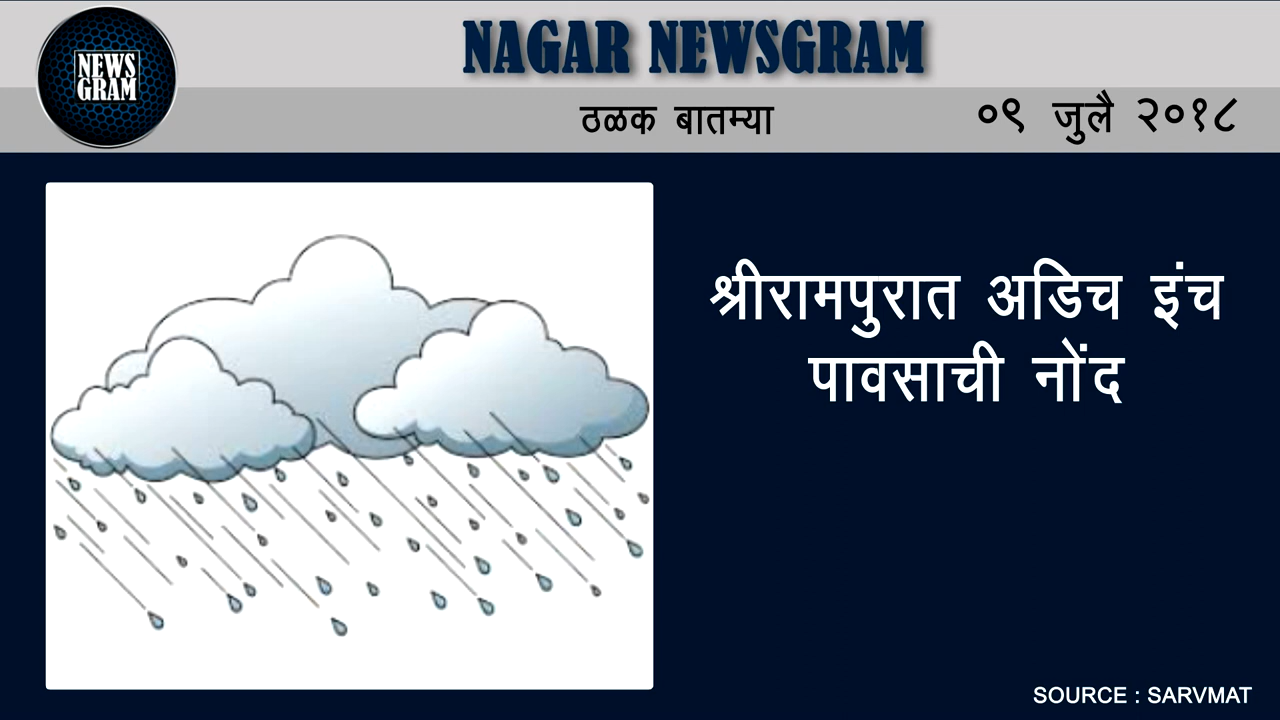 NEWS
GRAM
NAGAR NEWSGRAM
ठळक बातम्या
०९ जुलै २०१८
श्रीरामपुरात अडिच इंच
पावसाची नोंद
SOURCE : SARVMAT